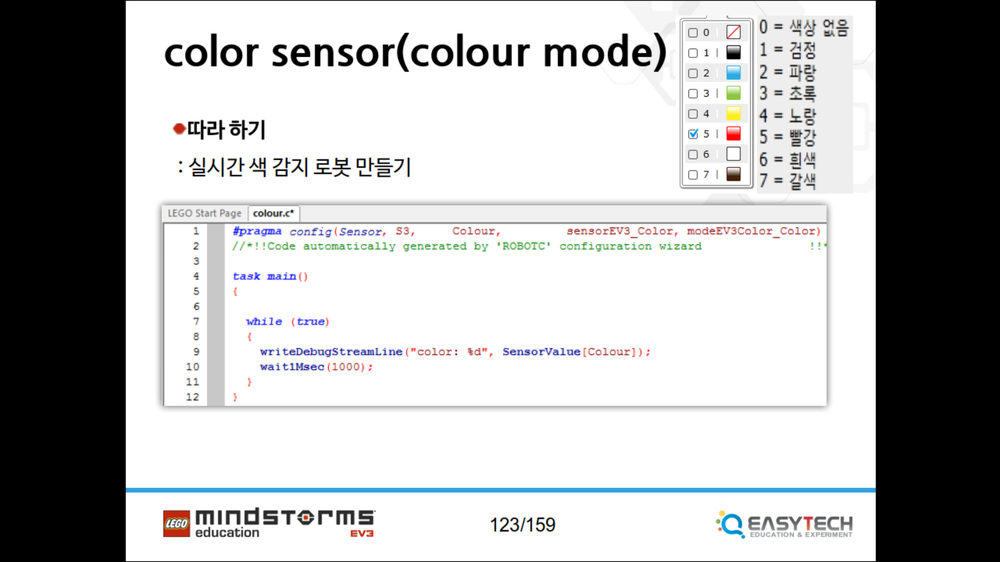 color sensor(colour mode)
0
1
2
3
4
5
6
7
0 = 색상 없음
1 = 검정
2 = 파랑
3 = 초록
4 = 노랑
5 = 빨강
6 = 흰색
7 = 갈색
따라 하기
: 실시간 색 감지 로봇 만들기
LEGO Start Page colour.c*
1 #pragma config(Sensor, S3, Colour, sensorEV3_Color, modeEV3Color_Color)
2 //*!!Code automatically generated by 'ROBOTC' configuration wizard !!*
3
4 task main()
5 {
6
7 while (true)
8 {
9 writeDebugStreamLine("color: %d", SensorValue[Colour]);
10 wait1Msec(1000);
11 }
12 }
LEGO mindstorms
education EV3
123/159
EASYTECH
EDUCATION & EXPERIMENT